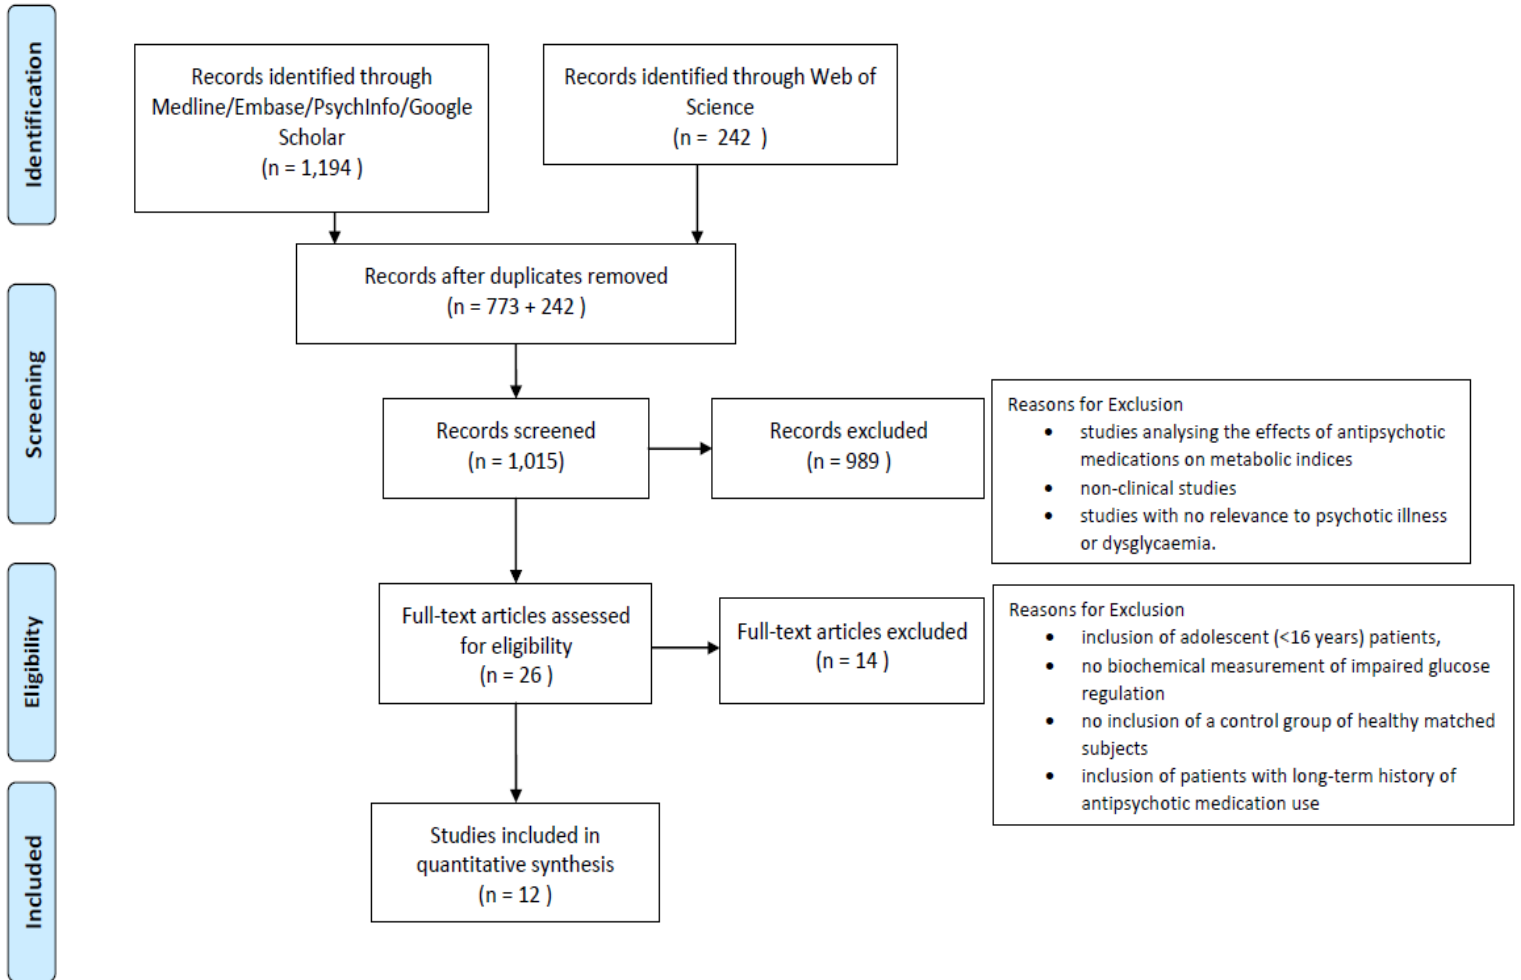 Identification
Records identified through
Medline/Embase/PsychInfo/Google
Scholar
(n = 1,194 )
Records identified through Web of
Science
(n = 242 )
Records after duplicates removed
(n = 773 + 242 )
Screening
Records screened
(n = 1,015)
Records excluded
(n = 989 )
Reasons for Exclusion
• studies analysing the effects of antipsychotic
medications on metabolic indices
• non-clinical studies
• studies with no relevance to psychotic illness
or dysglycaemia.
Eligibility
Full-text articles assessed
for eligibility
(n = 26 )
Full-text articles excluded
(n = 14 )
Reasons for Exclusion
• inclusion of adolescent (<16 years) patients,
• no biochemical measurement of impaired glucose
regulation
• no inclusion of a control group of healthy matched
subjects
• inclusion of patients with long-term history of
antipsychotic medication use
Included
Studies included in
quantitative synthesis
(n = 12 )